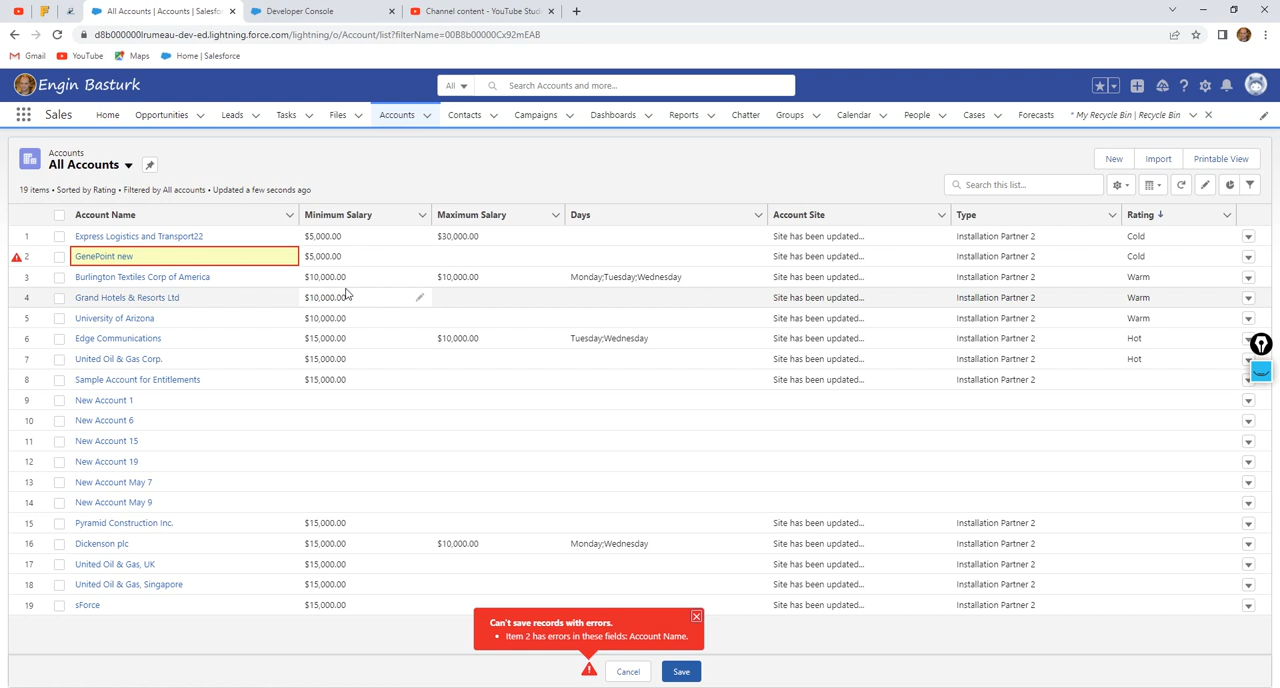 All Accounts | Accounts | Salesfo
Developer Console
Channel content - YouTube Stud
d8b000000lrumeau-dev-ed.lightning.force.com/lightning/o/Account/list?filterName=00B8b00000Cx92mEAB
Gmail YouTube Maps Home | Salesforce
Engin Basturk
All Search Accounts and more...
Sales Home Opportunities Leads Tasks Files Accounts Contacts Campaigns Dashboards Reports Chatter Groups Calendar People Cases Forecasts * My Recycle Bin | Recycle Bin
Accounts
All Accounts
New Import Printable View
19 items • Sorted by Rating • Filtered by All accounts • Updated a few seconds ago
Search this list...
Account Name Minimum Salary Maximum Salary Days Account Site Type Rating
1 Express Logistics and Transport22 $5,000.00 $30,000.00 Site has been updated... Installation Partner 2 Cold
2 GenePoint new $5,000.00 Site has been updated... Installation Partner 2 Cold
3 Burlington Textiles Corp of America $10,000.00 $10,000.00 Monday;Tuesday;Wednesday Site has been updated... Installation Partner 2 Warm
4 Grand Hotels & Resorts Ltd $10,000.00 Site has been updated... Installation Partner 2 Warm
5 University of Arizona $10,000.00 Site has been updated... Installation Partner 2 Warm
6 Edge Communications $15,000.00 $10,000.00 Tuesday;Wednesday Site has been updated... Installation Partner 2 Hot
7 United Oil & Gas Corp. $15,000.00 Site has been updated... Installation Partner 2 Hot
8 Sample Account for Entitlements $15,000.00 Site has been updated... Installation Partner 2
9 New Account 1
10 New Account 6
11 New Account 15
12 New Account 19
13 New Account May 7
14 New Account May 9
15 Pyramid Construction Inc. $15,000.00 Site has been updated... Installation Partner 2
16 Dickenson plc $15,000.00 $10,000.00 Monday;Wednesday Site has been updated... Installation Partner 2
17 United Oil & Gas, UK $15,000.00 Site has been updated... Installation Partner 2
18 United Oil & Gas, Singapore $15,000.00 Site has been updated... Installation Partner 2
19 sForce $15,000.00 Site has been updated... Installation Partner 2
Can't save records with errors.
• Item 2 has errors in these fields: Account Name.
Cancel Save